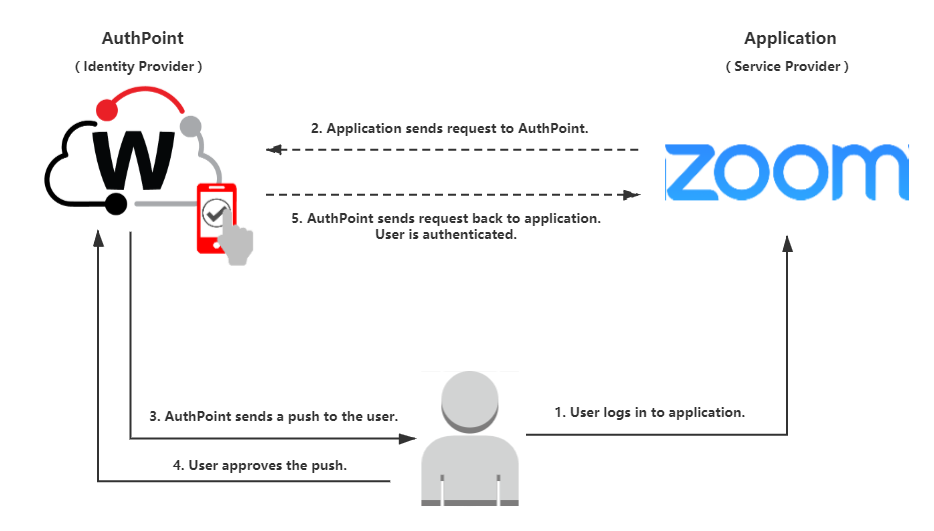 AuthPoint
( Identity Provider )
Application
( Service Provider )
W
2. Application sends request to AuthPoint.
zoom
5. AuthPoint sends request back to application.
User is authenticated.
3. AuthPoint sends a push to the user.
1. User logs in to application.
4. User approves the push.